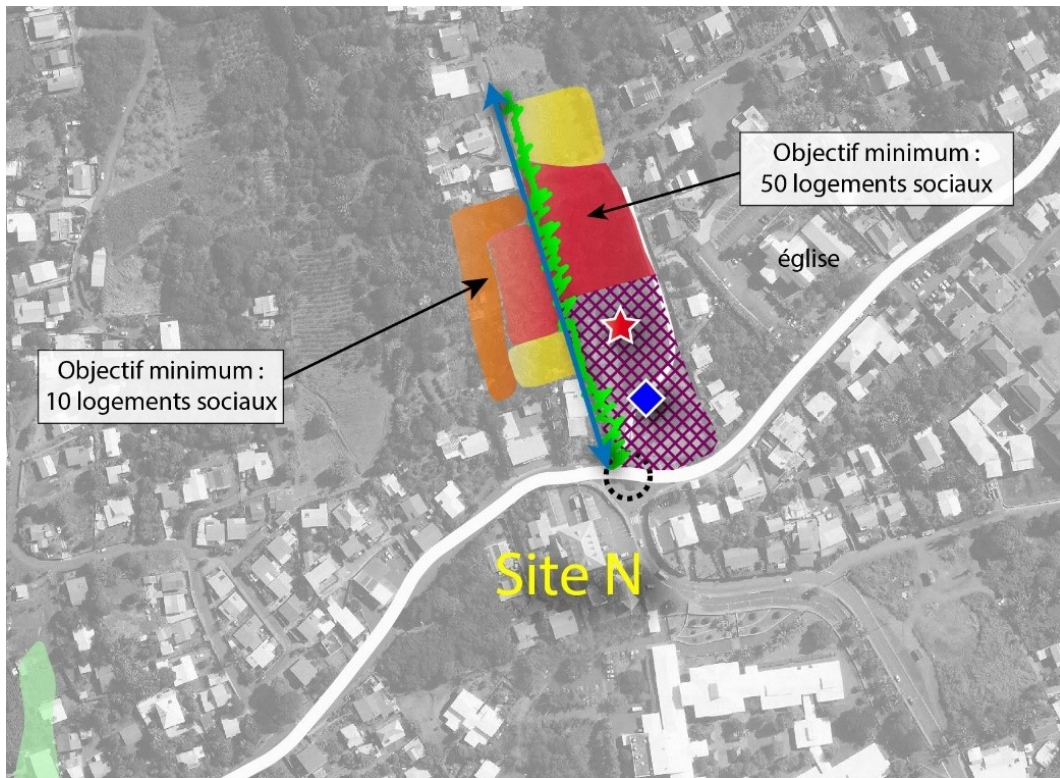 Objectif minimum :
50 logements sociaux
église
Objectif minimum :
10 logements sociaux
Site N